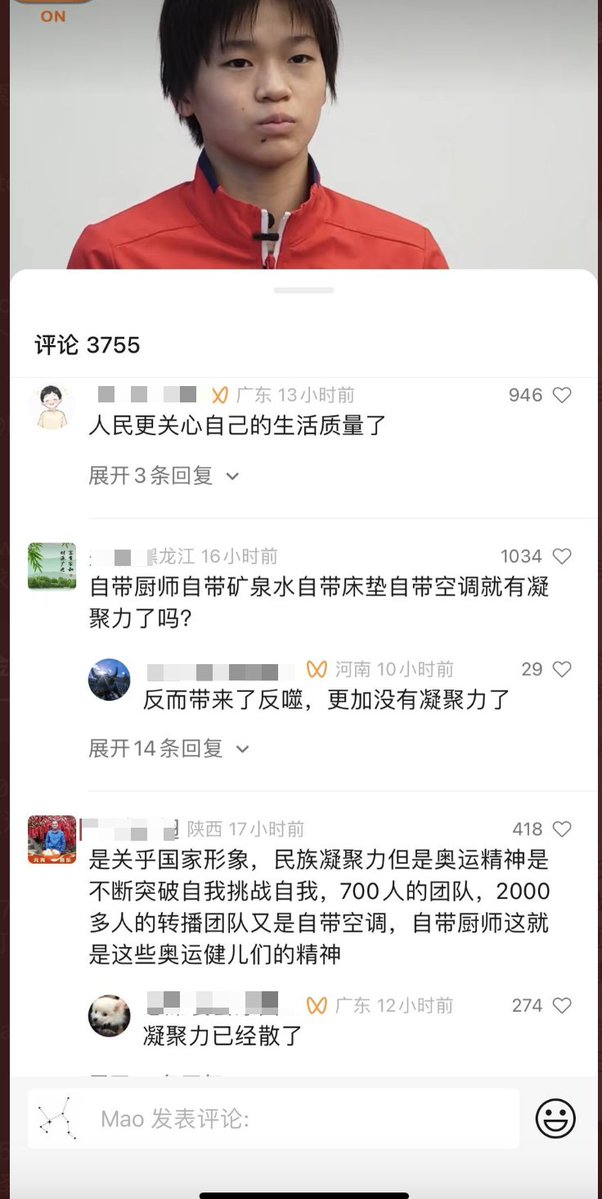 ON
评论 3755
广东 13小时前 946
人民更关心自己的生活质量了
展开3条回复
龙江 16小时前 1034
自带厨师自带矿泉水自带床垫自带空调就有凝
聚力了吗?
河南 10小时前 29
反而带来了反噬，更加没有凝聚力了
展开14条回复
陕西 17小时前 418
是关乎国家形象，民族凝聚力但是奥运精神是
不断突破自我挑战自我，700人的团队，2000
多人的转播团队又是自带空调，自带厨师这就
是这些奥运健儿们的精神
广东 12小时前 274
凝聚力已经散了
Mao 发表评论: